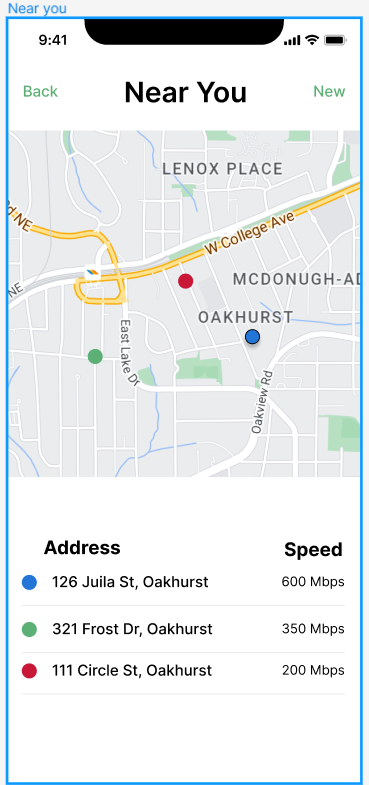 Near you
9:41
Back Near You New
LENOX PLACE
W College Ave
MCDONUGH-AD
NE
OAKHURST
East Lake Dr
Oakview Rd
Address Speed
126 Juila St, Oakhurst 600 Mbps
321 Frost Dr, Oakhurst 350 Mbps
111 Circle St, Oakhurst 200 Mbps